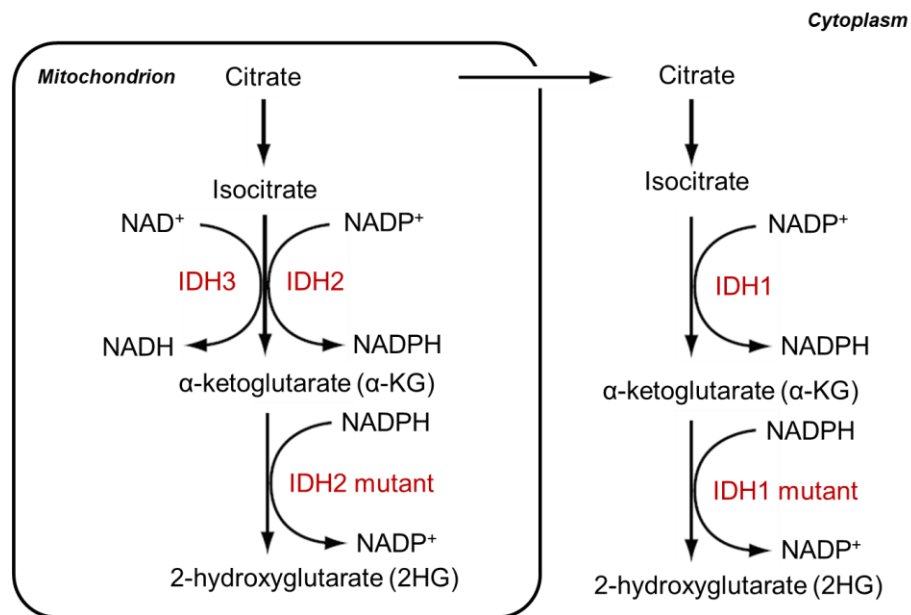 Cytoplasm
Mitochondrion
Citrate
Citrate
Isocitrate
Isocitrate
NAD⁺
NADP⁺
NADP⁺
IDH3
IDH2
IDH1
NADH
NADPH
NADPH
α-ketoglutarate (α-KG)
α-ketoglutarate (α-KG)
NADPH
NADPH
IDH2 mutant
IDH1 mutant
NADP⁺
NADP⁺
2-hydroxyglutarate (2HG)
2-hydroxyglutarate (2HG)